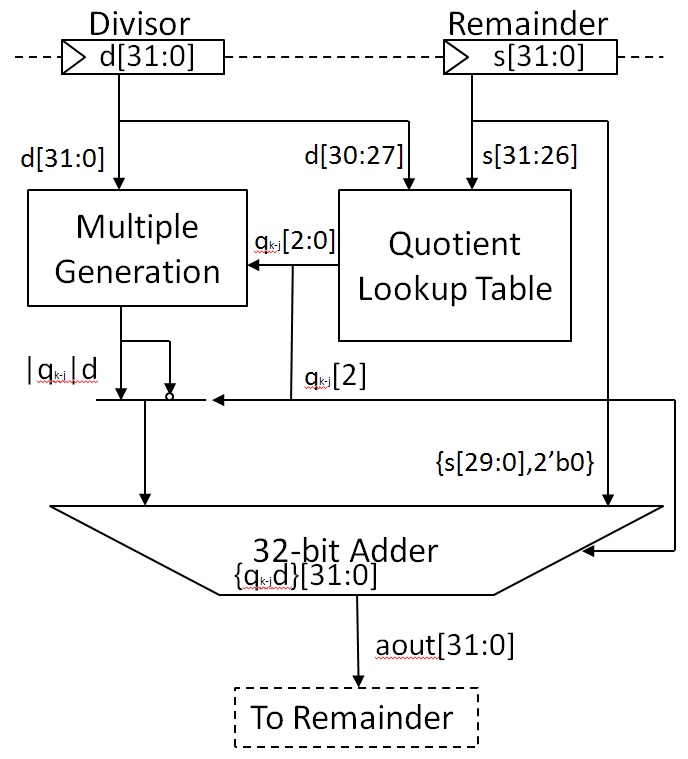 Divisor
Remainder
d[31:0]
s[31:0]
d[31:0]
d[30:27]
s[31:26]
Multiple
Generation
qk-j[2:0]
Quotient
Lookup Table
|qk-j|d
qk-j[2]
{s[29:0],2’b0}
32-bit Adder
{qk-jd}[31:0]
aout[31:0]
To Remainder